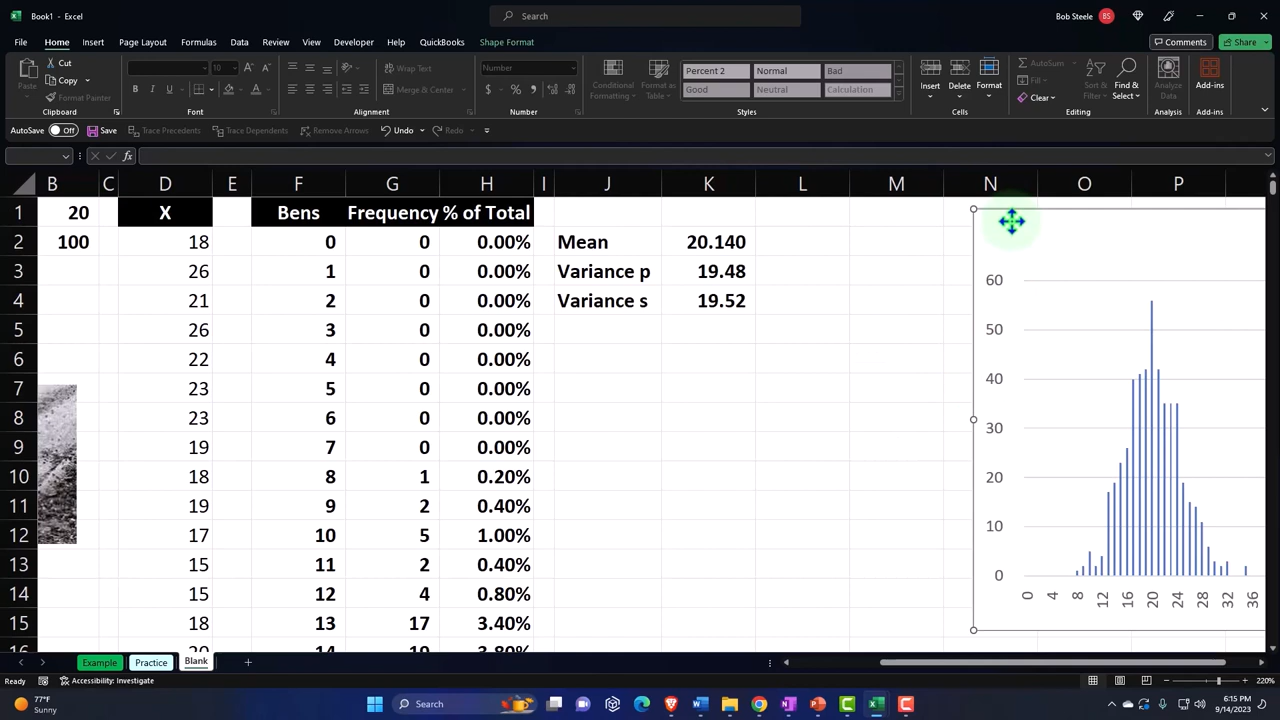 Book1 - Excel
Search
Bob Steele BS
File Home Insert Page Layout Formulas Data Review View Developer Help QuickBooks Shape Format
Comments Share
Paste
Cut
Copy
Format Painter
Clipboard
10
Font
Wrap Text
Merge & Center
Alignment
Number
Number
Conditional Formatting
Format as Table
Percent 2 Normal Bad
Good Neutral Calculation
Styles
Insert
Delete
Format
Cells
AutoSum
Fill
Clear
Sort & Filter
Find & Select
Editing
Analyze Data
Analysis
Add-ins
Add-ins
AutoSave Off Save Trace Precedents Trace Dependents Remove Arrows Undo Redo
fx
B C D E F G H I J K L M N O P
1 20 X Bens Frequency % of Total
2 100 18 0 0 0.00% Mean 20.140
3 26 1 0 0.00% Variance p 19.48
4 21 2 0 0.00% Variance s 19.52
5 26 3 0 0.00%
6 22 4 0 0.00%
7 23 5 0 0.00%
8 23 6 0 0.00%
9 19 7 0 0.00%
10 18 8 1 0.20%
11 19 9 2 0.40%
12 17 10 5 1.00%
13 15 11 2 0.40%
14 15 12 4 0.80%
15 18 13 17 3.40%
60
50
40
30
20
10
0
0 4 8 12 16 20 24 28 32 36
Example Practice Blank
Ready Accessibility: Investigate
220%
77°F
Sunny
Search
6:15 PM
9/14/2023